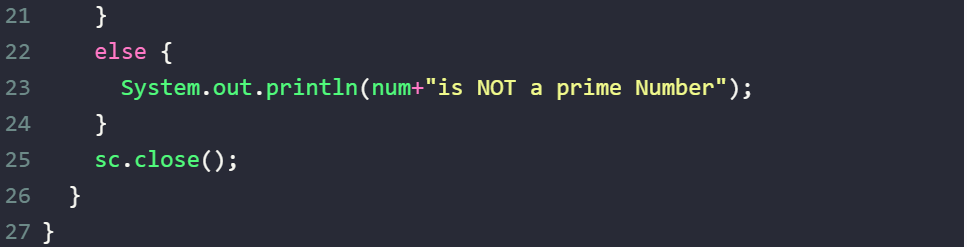 21     }
22     else {
23       System.out.println(num+"is NOT a prime Number");
24     }
25     sc.close();
26   }
27 }